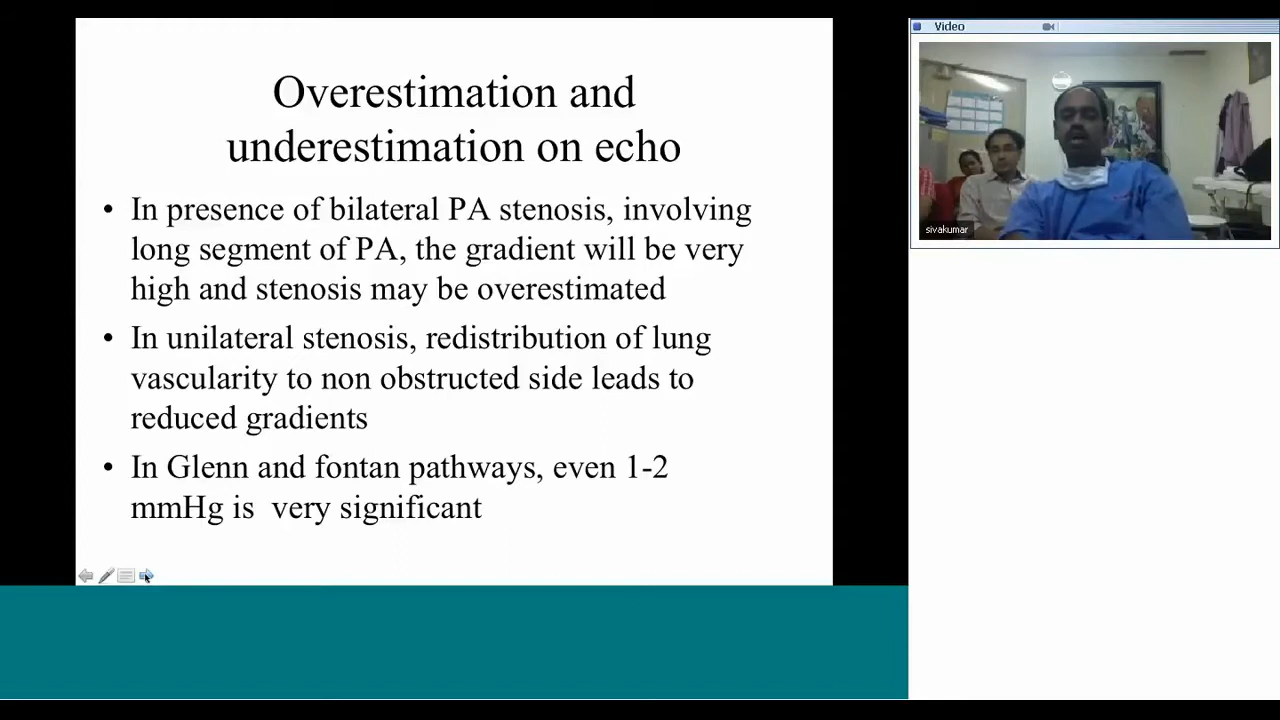 Overestimation and
underestimation on echo
• In presence of bilateral PA stenosis, involving
long segment of PA, the gradient will be very
high and stenosis may be overestimated
• In unilateral stenosis, redistribution of lung
vascularity to non obstructed side leads to
reduced gradients
• In Glenn and fontan pathways, even 1-2
mmHg is  very significant
Video
sivakumar